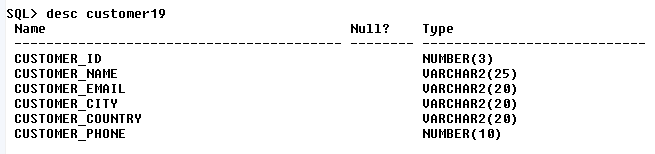 SQL> desc customer19
Name Null? Type
----------------------------------------- -------- ----------------------------
CUSTOMER_ID NUMBER(3)
CUSTOMER_NAME VARCHAR2(25)
CUSTOMER_EMAIL VARCHAR2(20)
CUSTOMER_CITY VARCHAR2(20)
CUSTOMER_COUNTRY VARCHAR2(20)
CUSTOMER_PHONE NUMBER(10)